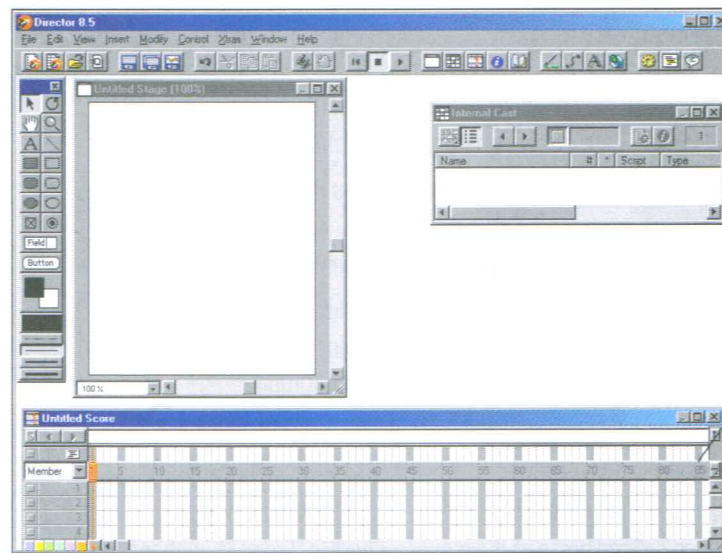 Director 8.5
File Edit View Insert Modify Control Xtras Window Help
Untitled Stage (100%)
Internal Cast
1
Name # * Script Type
A
Field
Button
100%
Untitled Score
Member 5 10 15 20 25 30 35 40 45 50 55 60 65 70 75 80 85
1
2
3
4